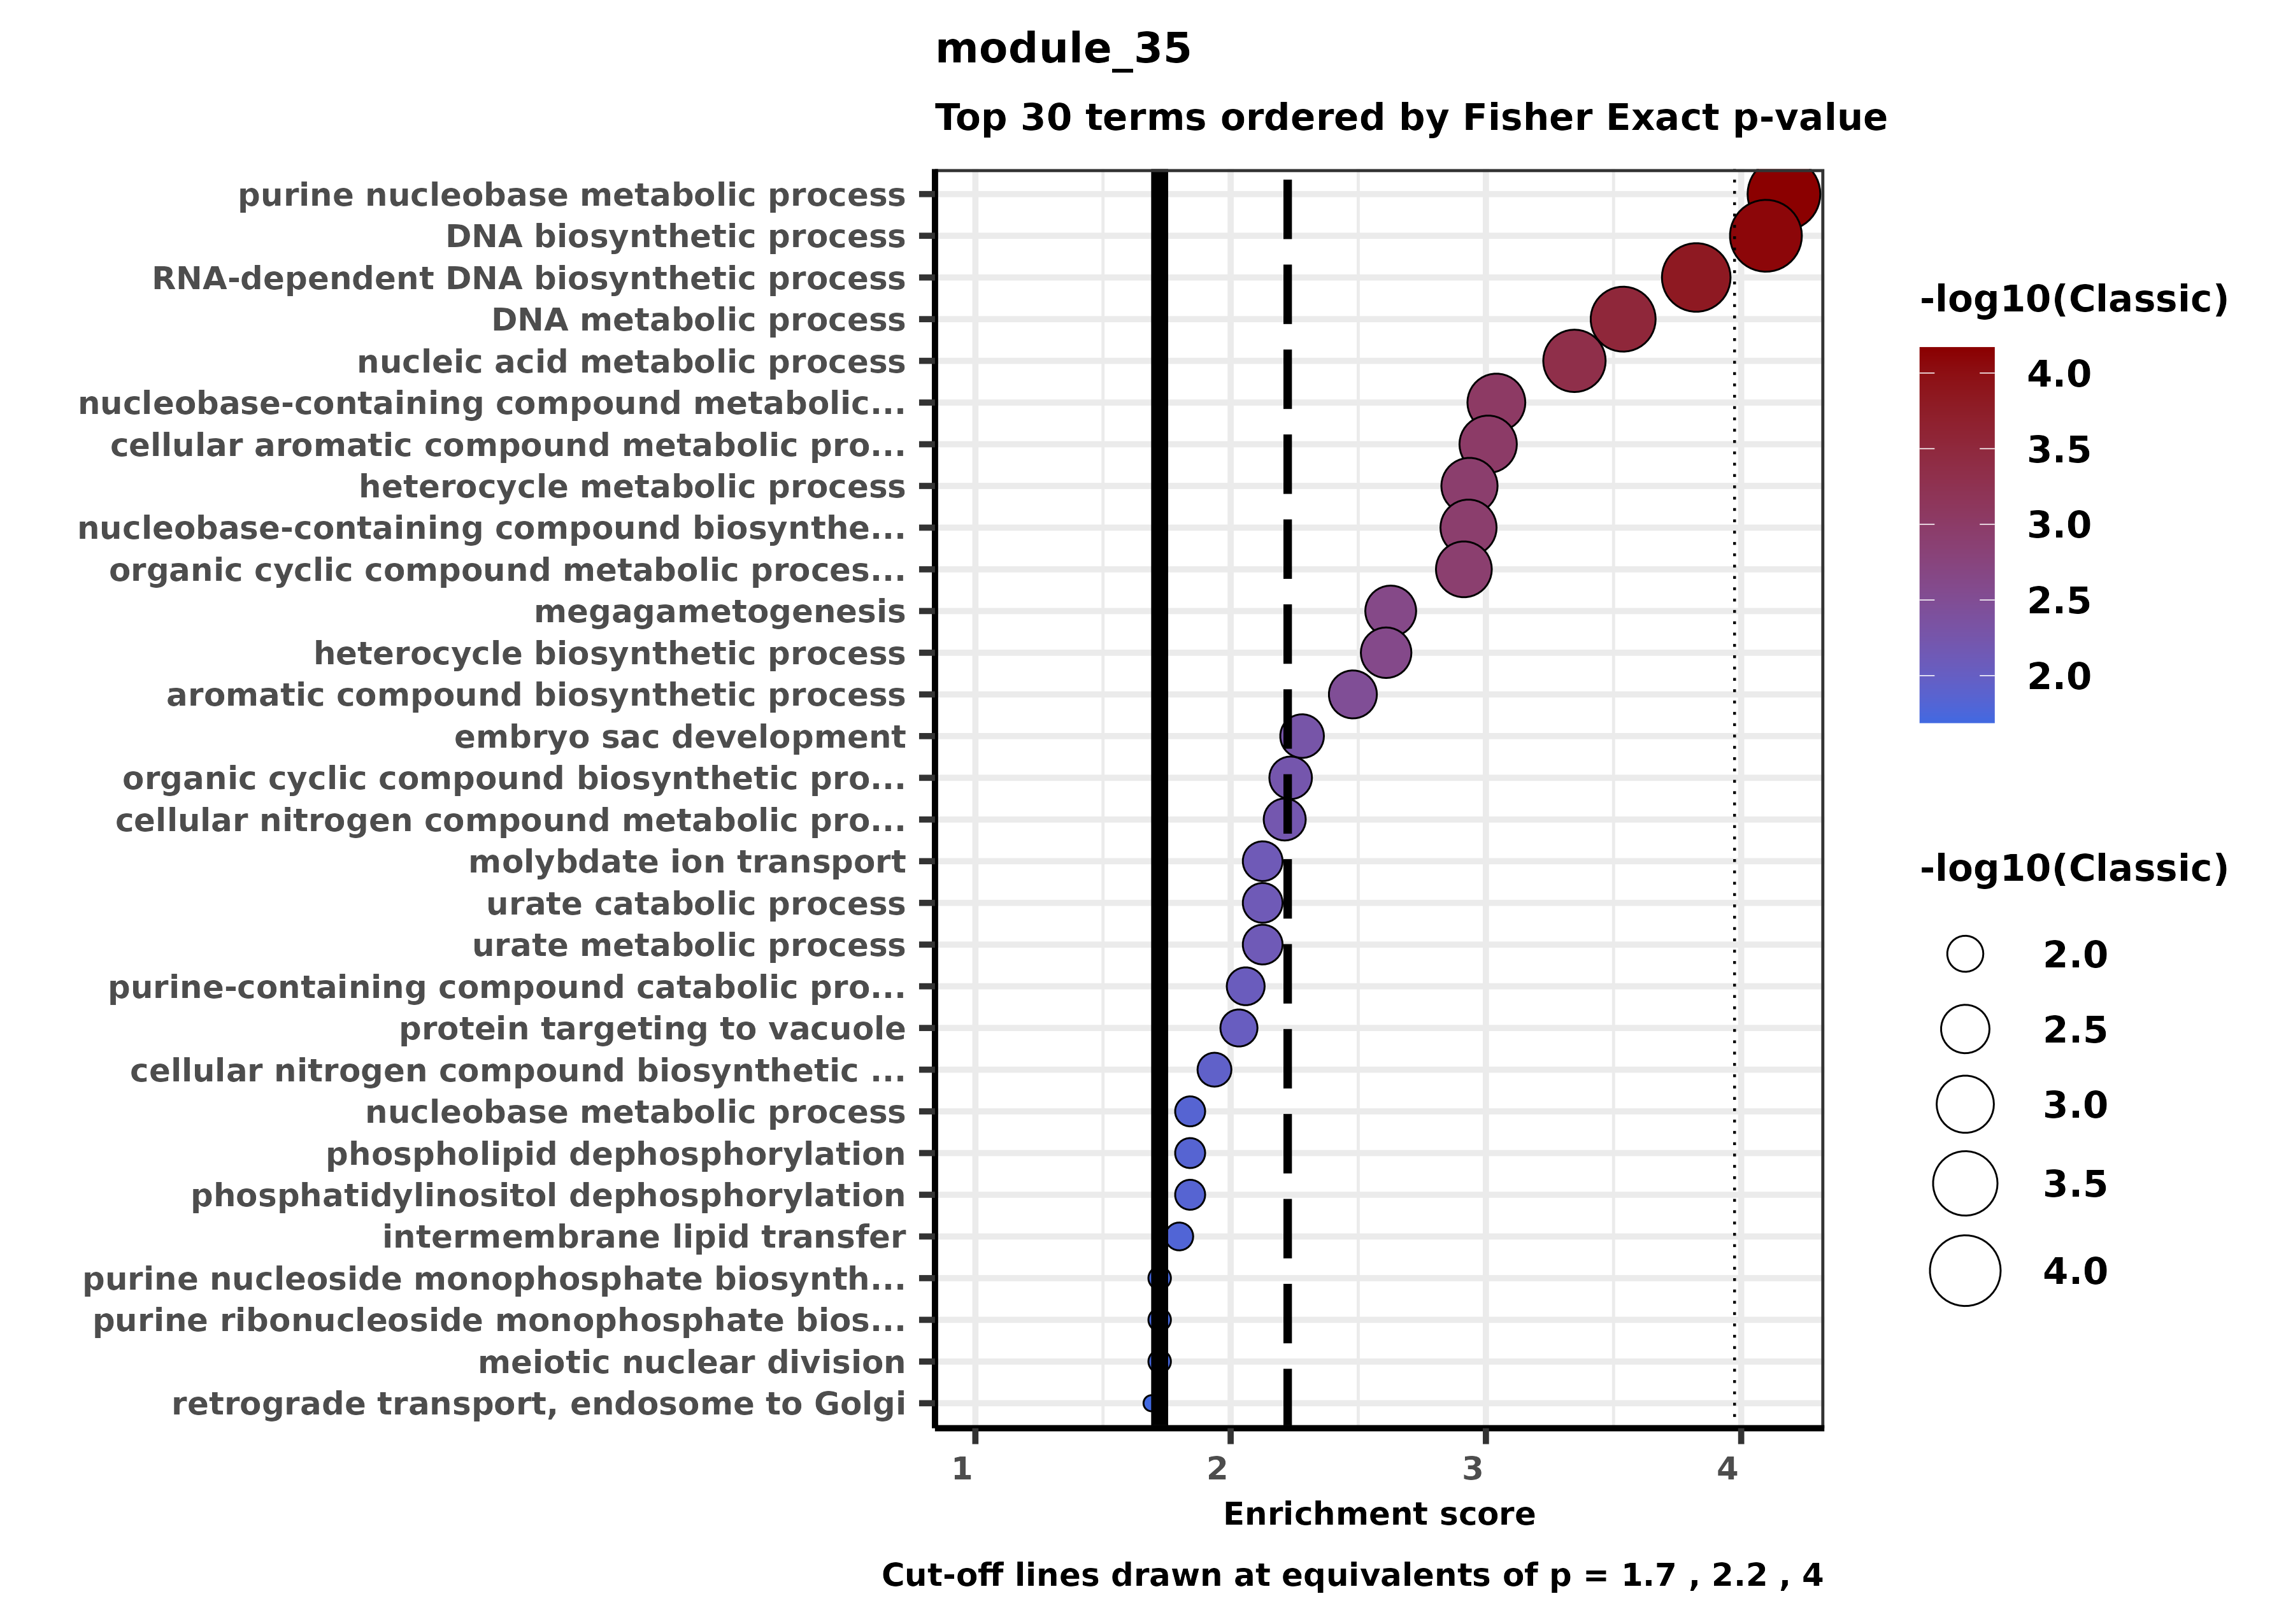 module_35
Top 30 terms ordered by Fisher Exact p-value
purine nucleobase metabolic process
DNA biosynthetic process
RNA-dependent DNA biosynthetic process
DNA metabolic process
nucleic acid metabolic process
nucleobase-containing compound metabolic...
cellular aromatic compound metabolic pro...
heterocycle metabolic process
nucleobase-containing compound biosynthe...
organic cyclic compound metabolic proces...
megagametogenesis
heterocycle biosynthetic process
aromatic compound biosynthetic process
embryo sac development
organic cyclic compound biosynthetic pro...
cellular nitrogen compound metabolic pro...
molybdate ion transport
urate catabolic process
urate metabolic process
purine-containing compound catabolic pro...
protein targeting to vacuole
cellular nitrogen compound biosynthetic ...
nucleobase metabolic process
phospholipid dephosphorylation
phosphatidylinositol dephosphorylation
intermembrane lipid transfer
purine nucleoside monophosphate biosynth...
purine ribonucleoside monophosphate bios...
meiotic nuclear division
retrograde transport, endosome to Golgi
1 2 3 4
Enrichment score
Cut-off lines drawn at equivalents of p = 1.7 , 2.2 , 4
-log10(Classic)
4.0
3.5
3.0
2.5
2.0
-log10(Classic)
2.0
2.5
3.0
3.5
4.0